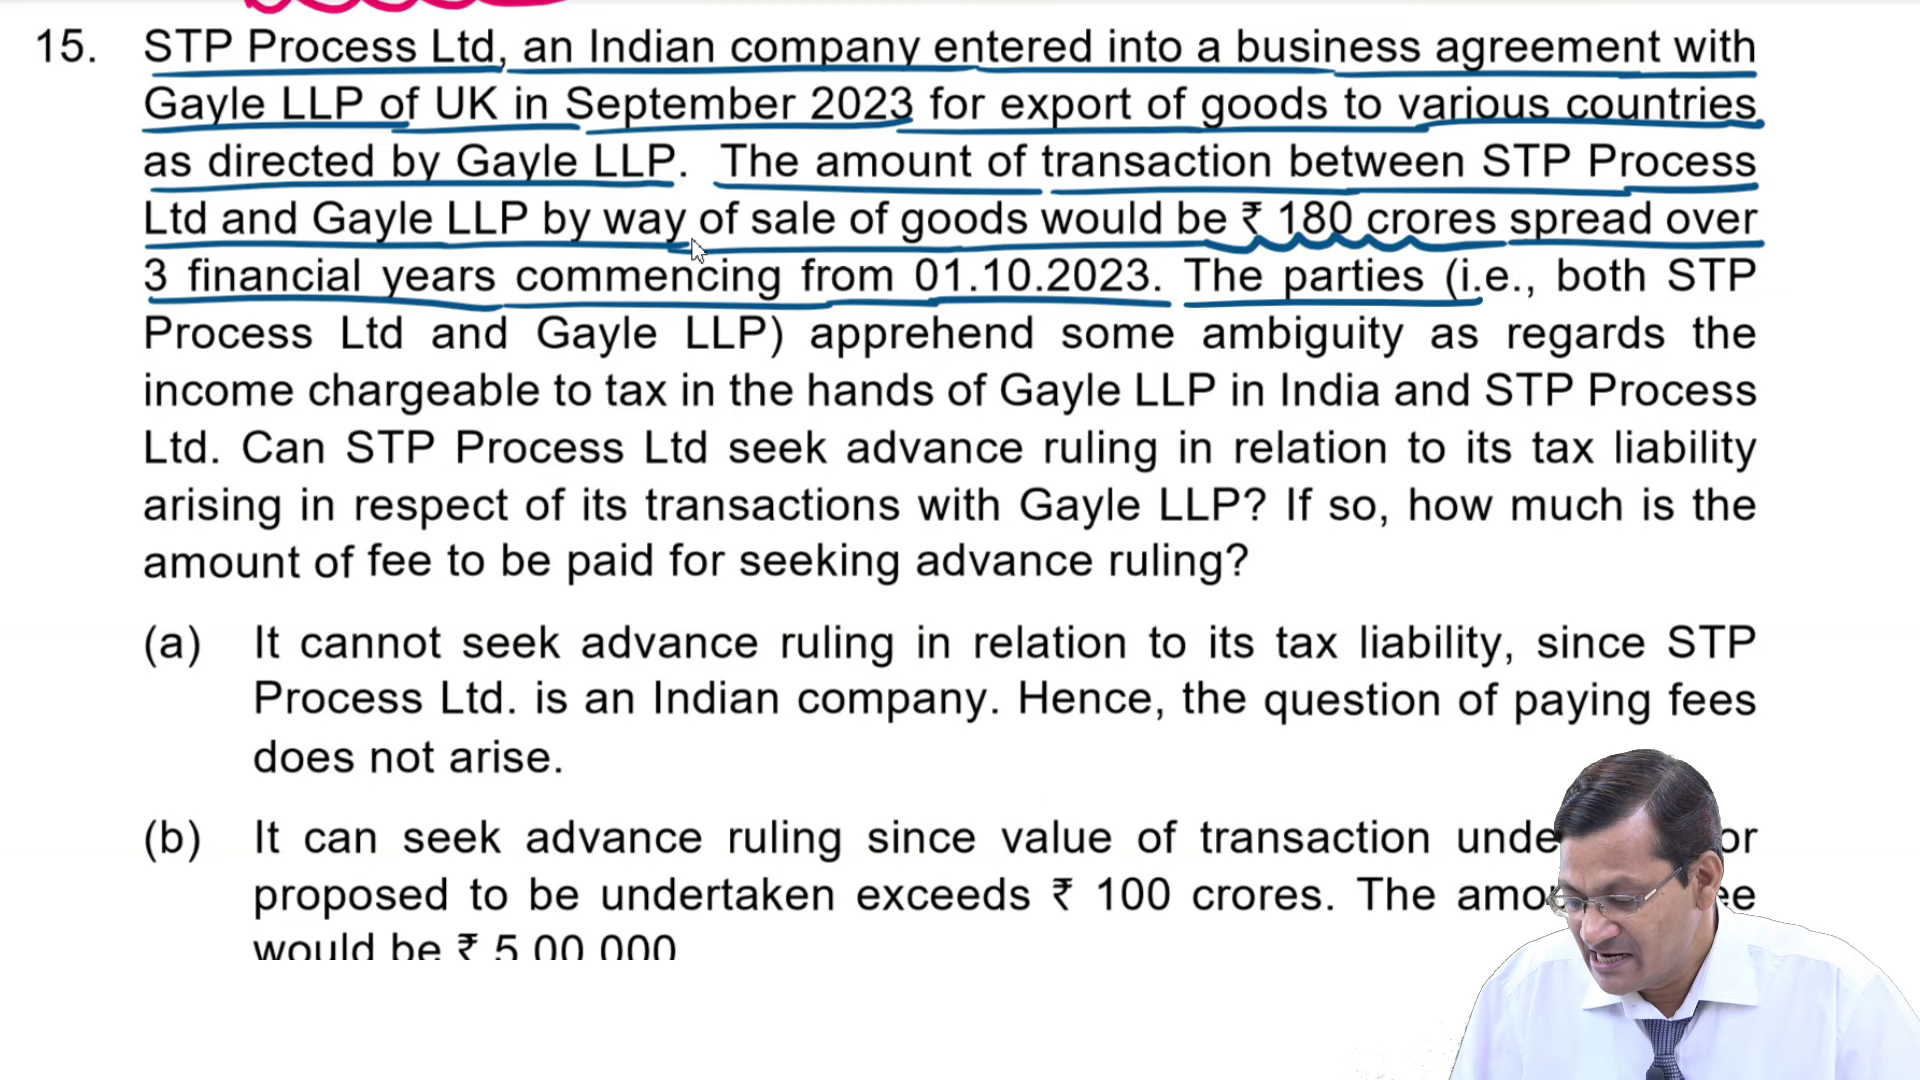 15. STP Process Ltd, an Indian company entered into a business agreement with
Gayle LLP of UK in September 2023 for export of goods to various countries
as directed by Gayle LLP. The amount of transaction between STP Process
Ltd and Gayle LLP by way of sale of goods would be ₹ 180 crores spread over
3 financial years commencing from 01.10.2023. The parties (i.e., both STP
Process Ltd and Gayle LLP) apprehend some ambiguity as regards the
income chargeable to tax in the hands of Gayle LLP in India and STP Process
Ltd. Can STP Process Ltd seek advance ruling in relation to its tax liability
arising in respect of its transactions with Gayle LLP? If so, how much is the
amount of fee to be paid for seeking advance ruling?
(a) It cannot seek advance ruling in relation to its tax liability, since STP
Process Ltd. is an Indian company. Hence, the question of paying fees
does not arise.
(b) It can seek advance ruling since value of transaction
proposed to be undertaken exceeds ₹ 100 crores. The
would be ₹ 5 00 000